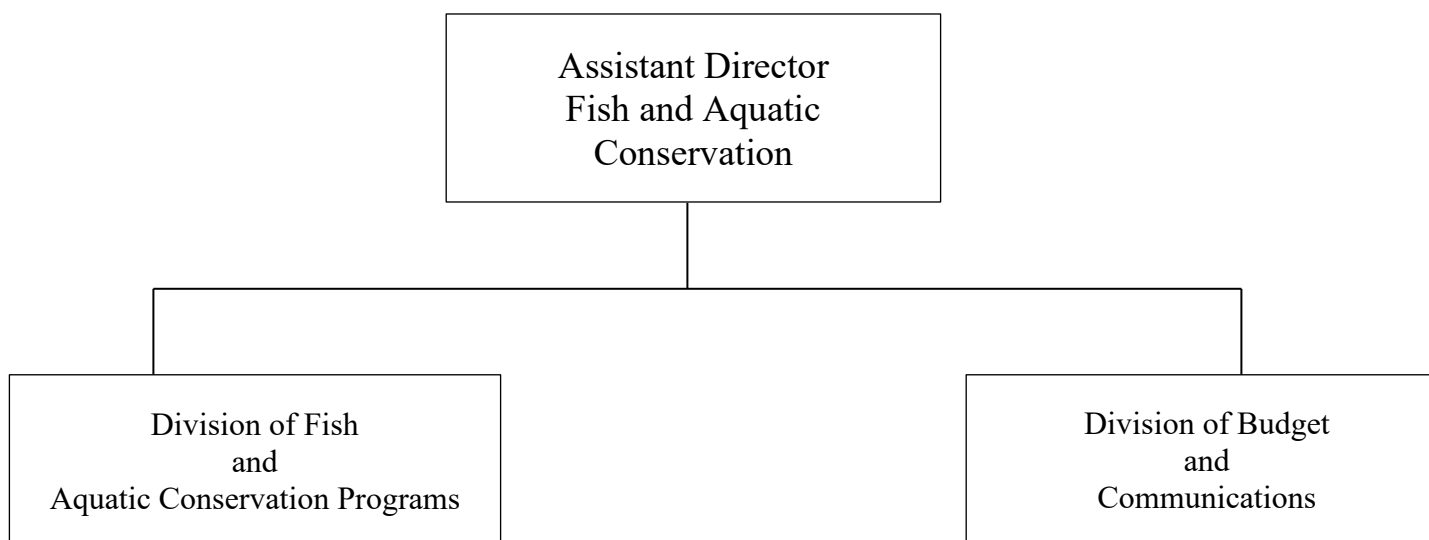 Assistant Director
Fish and Aquatic
Conservation
Division of Fish
and
Aquatic Conservation Programs
Division of Budget
and
Communications